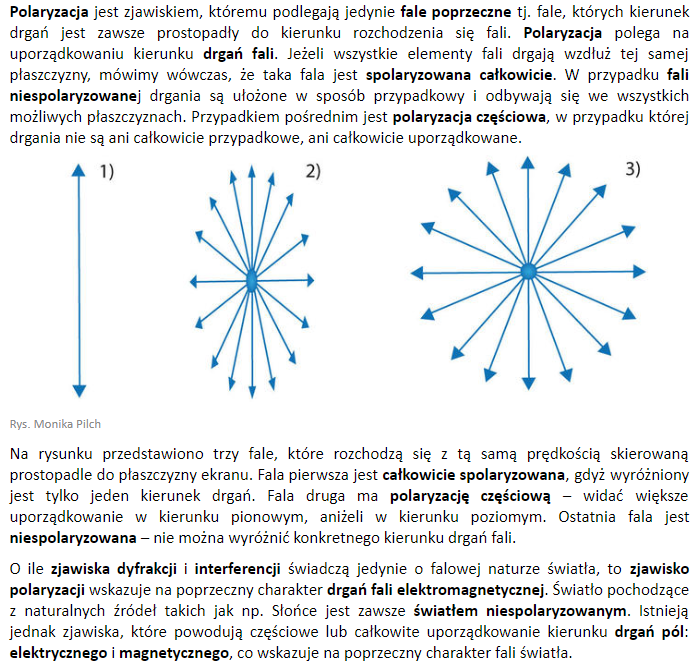 Polaryzacja jest zjawiskiem, któremu podlegają jedynie fale poprzeczne tj. fale, których kierunek
drgań jest zawsze prostopadły do kierunku rozchodzenia się fali. Polaryzacja polega na
uporządkowaniu kierunku drgań fali. Jeżeli wszystkie elementy fali drgają wzdłuż tej samej
płaszczyzny, mówimy wówczas, że taka fala jest spolaryzowana całkowicie. W przypadku fali
niespolaryzowanej drgania są ułożone w sposób przypadkowy i odbywają się we wszystkich
możliwych płaszczyznach. Przypadkiem pośrednim jest polaryzacja częściowa, w przypadku której
drgania nie są ani całkowicie przypadkowe, ani całkowicie uporządkowane.
1) 2) 3)
Rys. Monika Pilch
Na rysunku przedstawiono trzy fale, które rozchodzą się z tą samą prędkością skierowaną
prostopadle do płaszczyzny ekranu. Fala pierwsza jest całkowicie spolaryzowana, gdyż wyróżniony
jest tylko jeden kierunek drgań. Fala druga ma polaryzację częściową – widać większe
uporządkowanie w kierunku pionowym, aniżeli w kierunku poziomym. Ostatnia fala jest
niespolaryzowana – nie można wyróżnić konkretnego kierunku drgań fali.
O ile zjawiska dyfrakcji i interferencji świadczą jedynie o falowej naturze światła, to zjawisko
polaryzacji wskazuje na poprzeczny charakter drgań fali elektromagnetycznej. Światło pochodzące
z naturalnych źródeł takich jak np. Słońce jest zawsze światłem niespolaryzowanym. Istnieją
jednak zjawiska, które powodują częściowe lub całkowite uporządkowanie kierunku drgań pól:
elektrycznego i magnetycznego, co wskazuje na poprzeczny charakter fali światła.